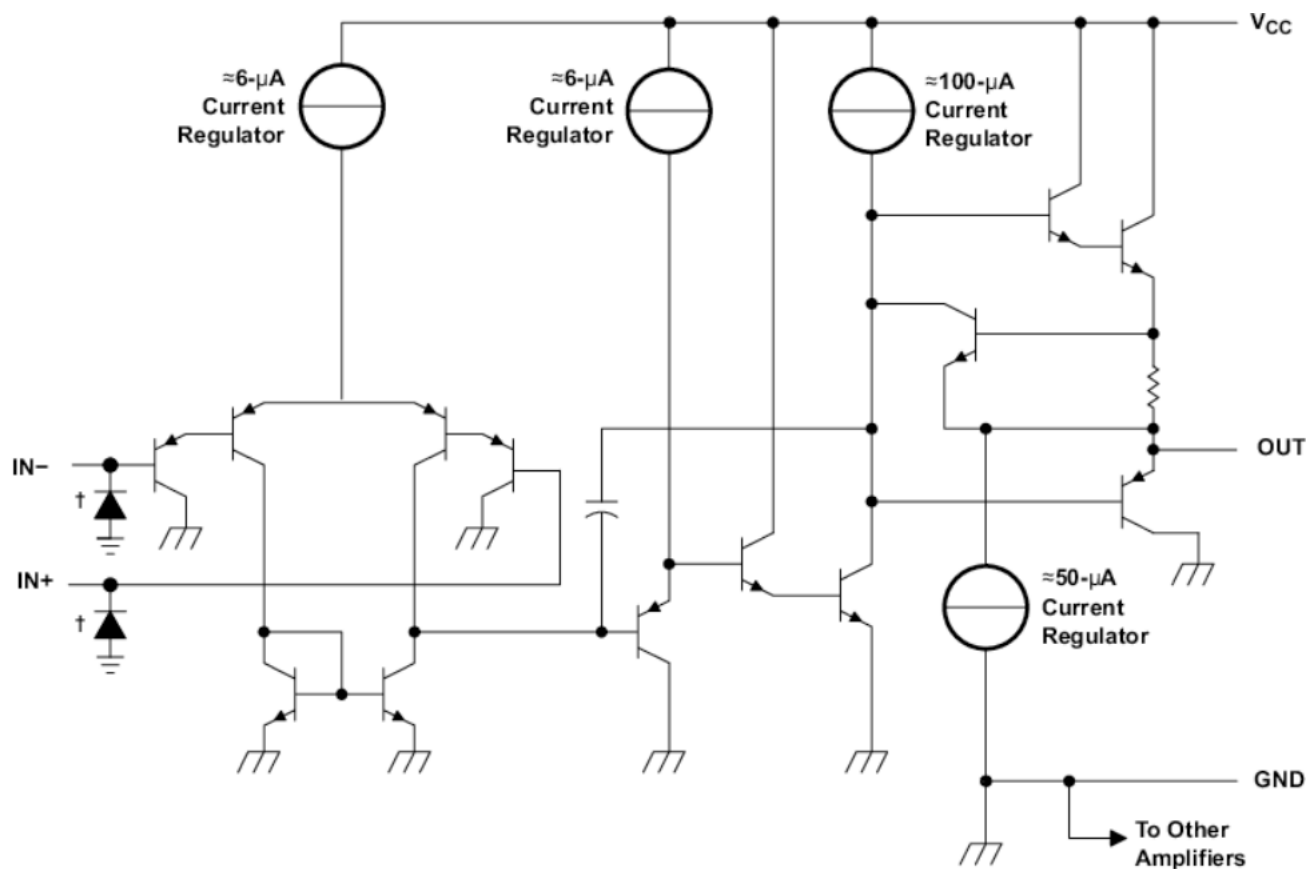 V_CC
≈6-µA
Current
Regulator
≈6-µA
Current
Regulator
≈100-µA
Current
Regulator
IN−
†
OUT
IN+
†
≈50-µA
Current
Regulator
GND
To Other
Amplifiers